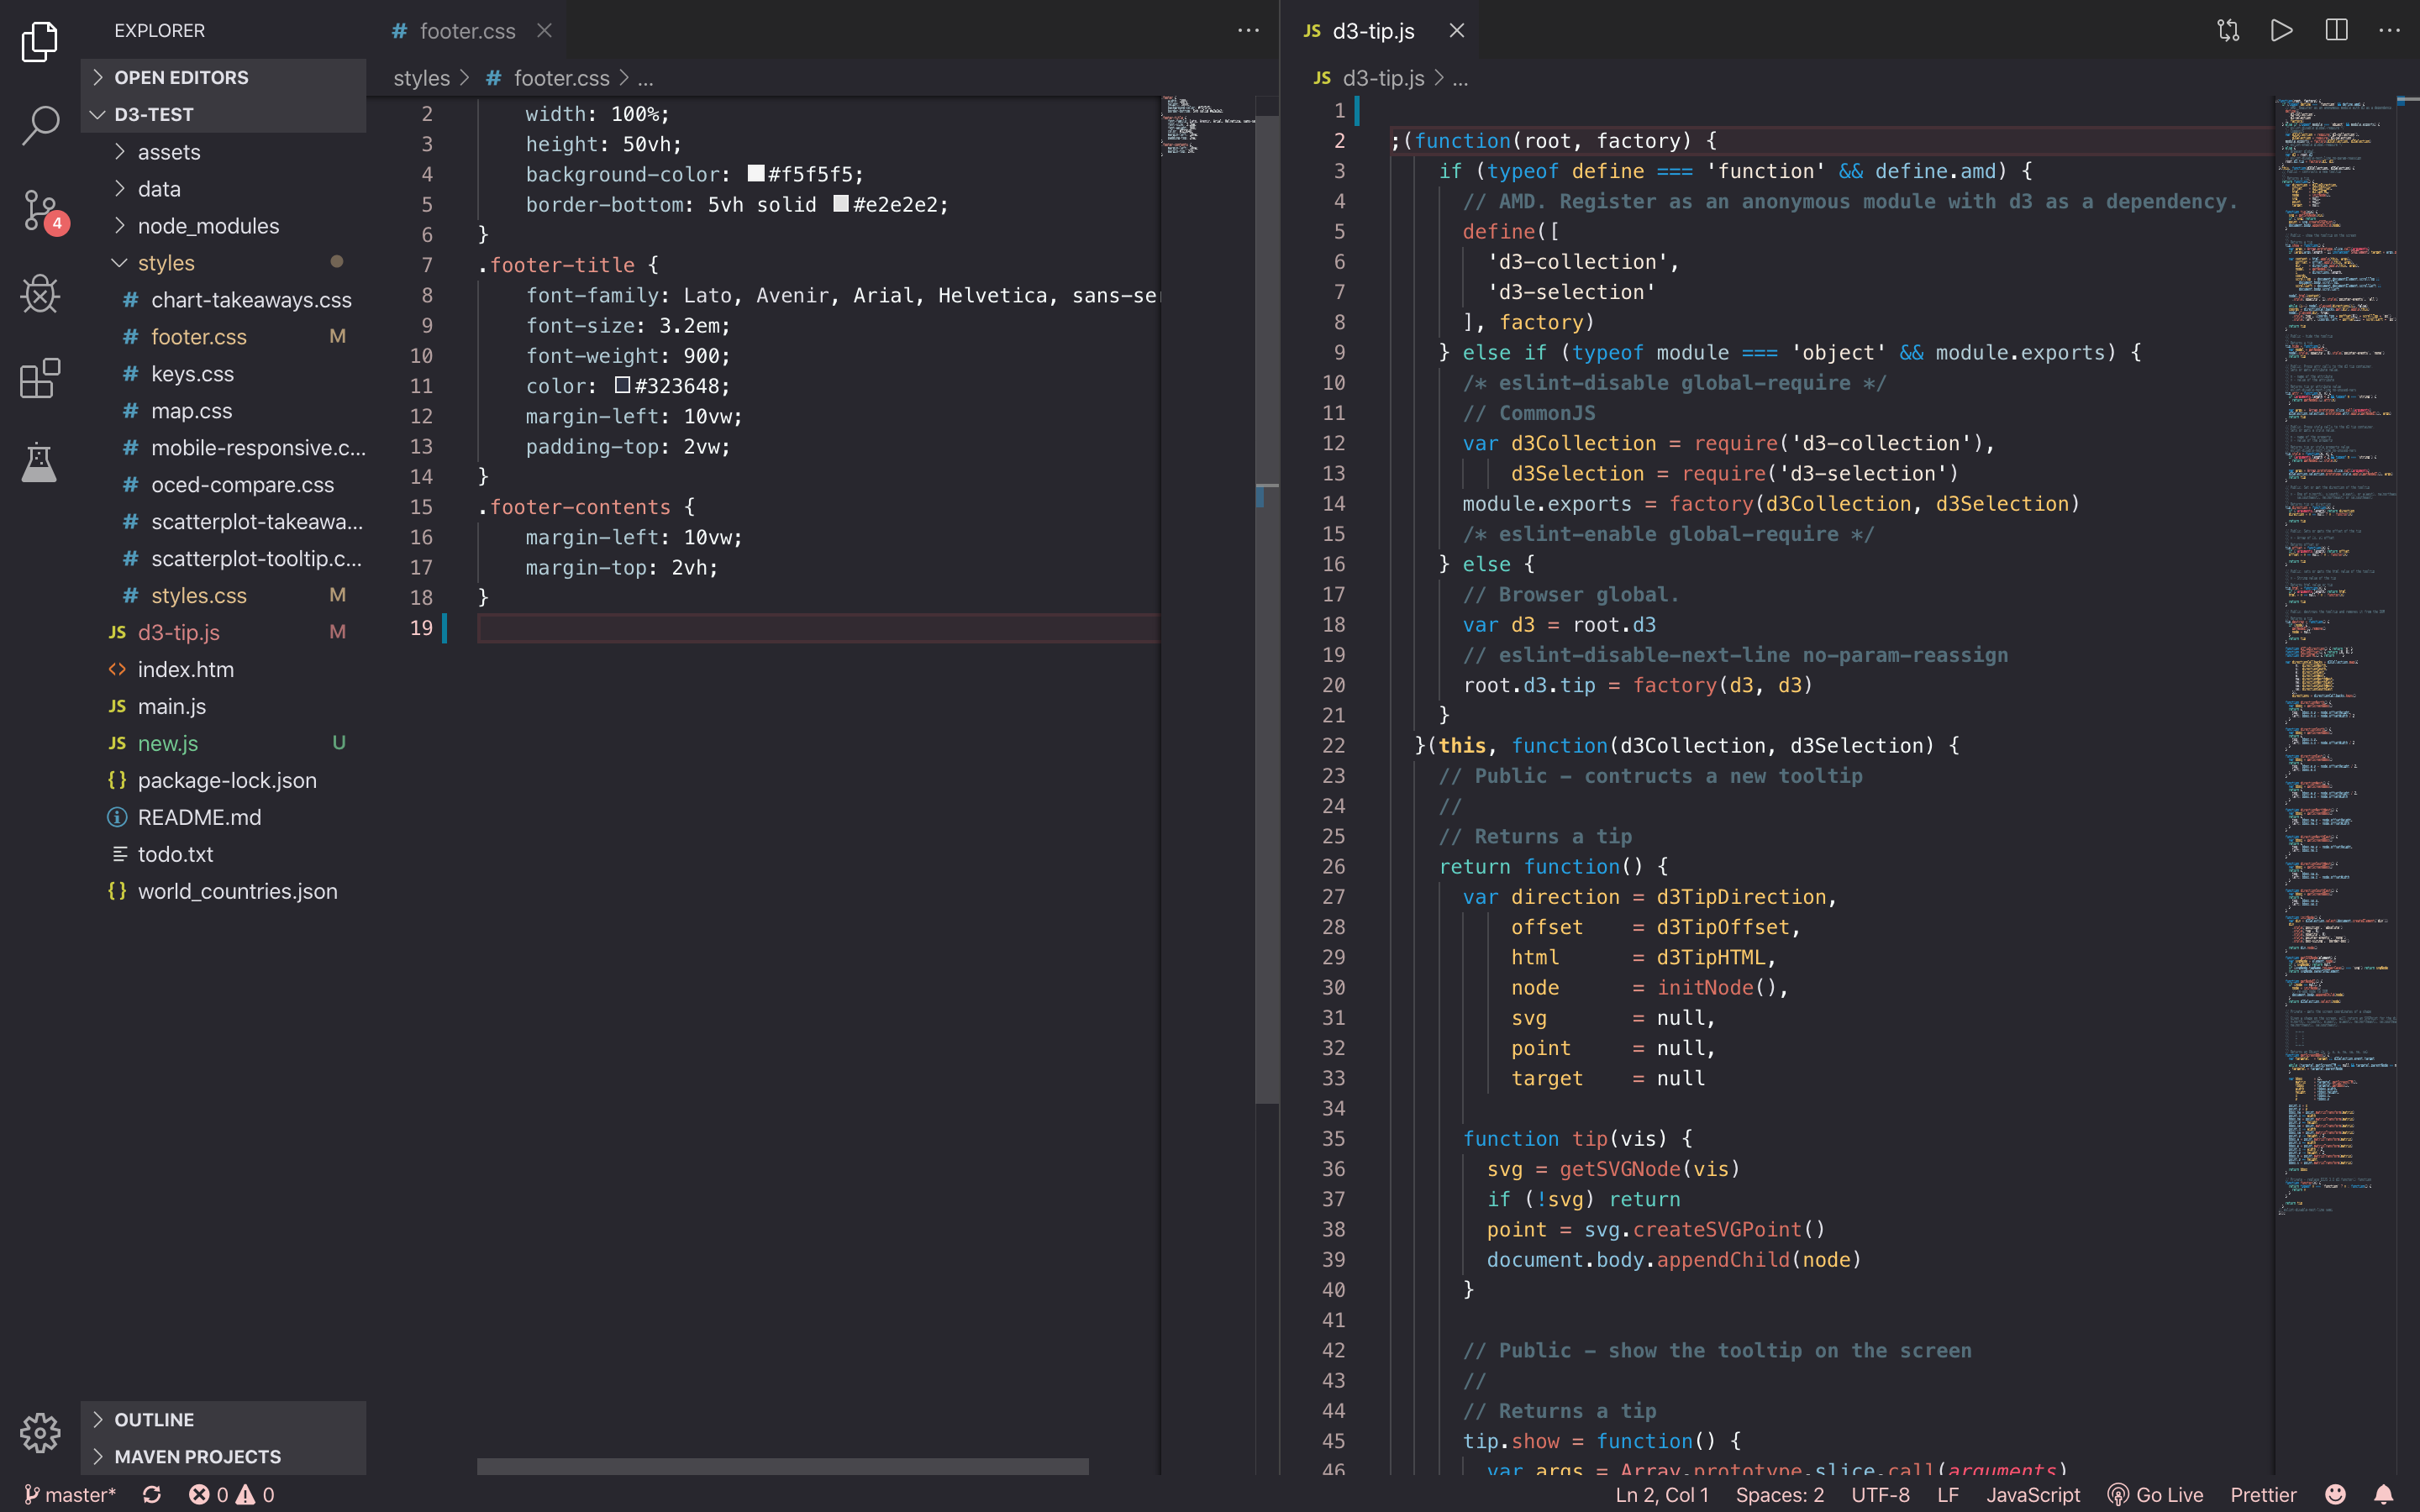 EXPLORER
OPEN EDITORS
D3-TEST
assets
data
node_modules
styles
# chart-takeaways.css
# footer.css M
# keys.css
# map.css
# mobile-responsive.c...
# oced-compare.css
# scatterplot-takeawa...
# scatterplot-tooltip.c...
# styles.css M
JS d3-tip.js M
<> index.htm
JS main.js
JS new.js U
{} package-lock.json
README.md
todo.txt
{} world_countries.json
OUTLINE
MAVEN PROJECTS
4
# footer.css
styles > # footer.css > ...
2 width: 100%;
3 height: 50vh;
4 background-color: #f5f5f5;
5 border-bottom: 5vh solid #e2e2e2;
6 }
7 .footer-title {
8 font-family: Lato, Avenir, Arial, Helvetica, sans-se
9 font-size: 3.2em;
10 font-weight: 900;
11 color: #323648;
12 margin-left: 10vw;
13 padding-top: 2vw;
14 }
15 .footer-contents {
16 margin-left: 10vw;
17 margin-top: 2vh;
18 }
19
JS d3-tip.js
JS d3-tip.js > ...
1
2 ;(function(root, factory) {
3 if (typeof define === 'function' && define.amd) {
4 // AMD. Register as an anonymous module with d3 as a dependency.
5 define([
6 'd3-collection',
7 'd3-selection'
8 ], factory)
9 } else if (typeof module === 'object' && module.exports) {
10 /* eslint-disable global-require */
11 // CommonJS
12 var d3Collection = require('d3-collection'),
13 d3Selection = require('d3-selection')
14 module.exports = factory(d3Collection, d3Selection)
15 /* eslint-enable global-require */
16 } else {
17 // Browser global.
18 var d3 = root.d3
19 // eslint-disable-next-line no-param-reassign
20 root.d3.tip = factory(d3, d3)
21 }
22 }(this, function(d3Collection, d3Selection) {
23 // Public - contructs a new tooltip
24 //
25 // Returns a tip
26 return function() {
27 var direction = d3TipDirection,
28 offset = d3TipOffset,
29 html = d3TipHTML,
30 node = initNode(),
31 svg = null,
32 point = null,
33 target = null
34
35 function tip(vis) {
36 svg = getSVGNode(vis)
37 if (!svg) return
38 point = svg.createSVGPoint()
39 document.body.appendChild(node)
40 }
41
42 // Public - show the tooltip on the screen
43 //
44 // Returns a tip
45 tip.show = function() {
46 var args = Array.prototype.slice.call(arguments)
master* 0 0
Ln 2, Col 1 Spaces: 2 UTF-8 LF JavaScript Go Live Prettier